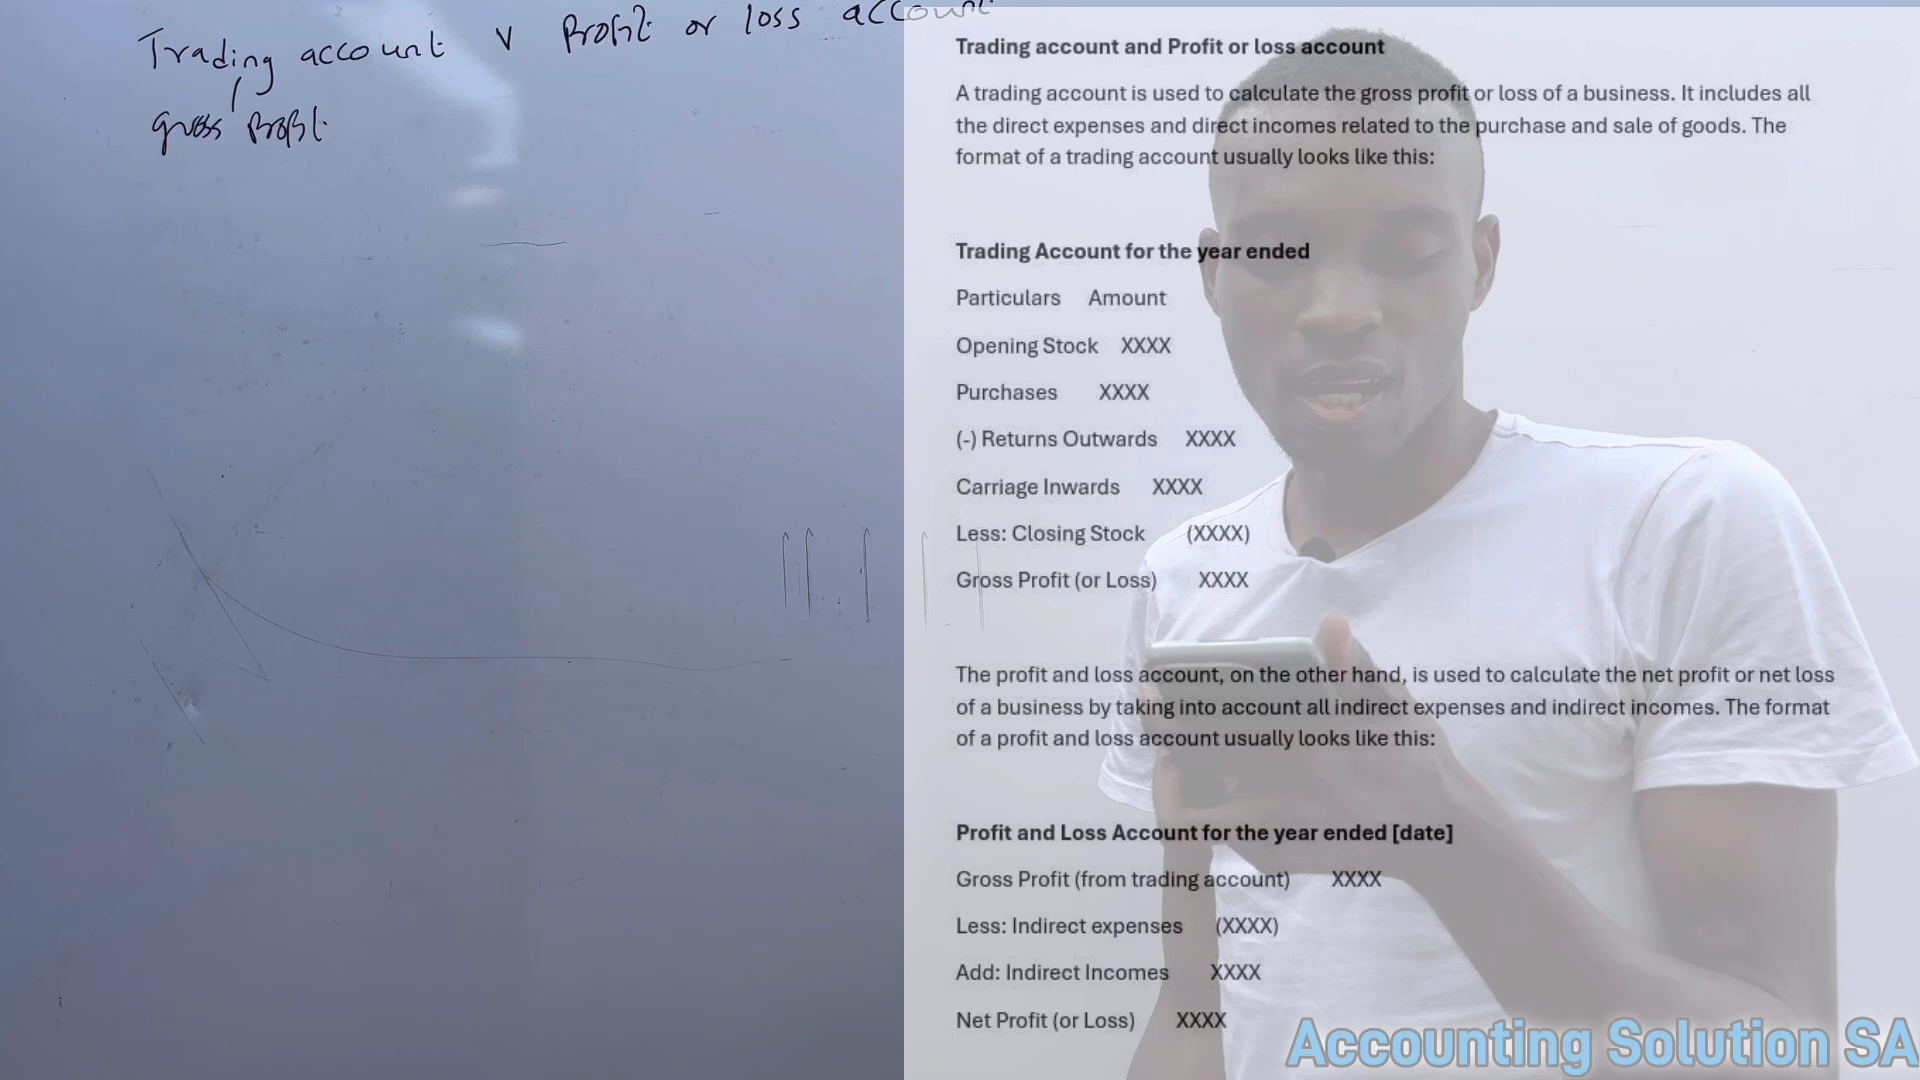 Trading account v Profit or loss account
gross Profit
Trading account and Profit or loss account
A trading account is used to calculate the gross profit or loss of a business. It includes all
the direct expenses and direct incomes related to the purchase and sale of goods. The
format of a trading account usually looks like this:
Trading Account for the year ended
Particulars Amount
Opening Stock XXXX
Purchases XXXX
(-) Returns Outwards XXXX
Carriage Inwards XXXX
Less: Closing Stock (XXXX)
Gross Profit (or Loss) XXXX
The profit and loss account, on the other hand, is used to calculate the net profit or net loss
of a business by taking into account all indirect expenses and indirect incomes. The format
of a profit and loss account usually looks like this:
Profit and Loss Account for the year ended [date]
Gross Profit (from trading account) XXXX
Less: Indirect expenses (XXXX)
Add: Indirect Incomes XXXX
Net Profit (or Loss) XXXX
Accounting Solution SA